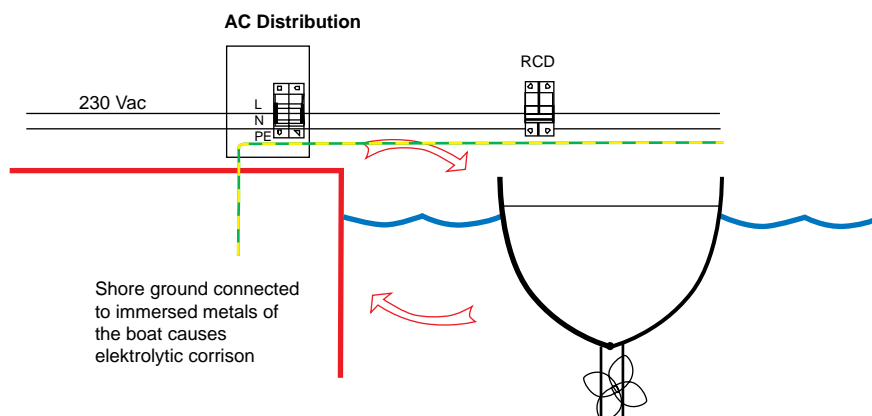 AC Distribution
RCD
230 Vac
L
N
PE
Shore ground connected
to immersed metals of
the boat causes
elektrolytic corrison